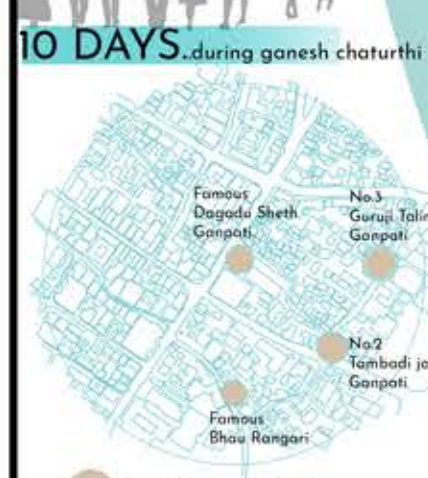 10 DAYS..during ganesh chaturthi
Famous
Dagadu Sheth
Ganpati
No.3
Guruji Talim
Ganpati
No.2
Tambadi jo
Ganpati
Famous
Bhau Rangari